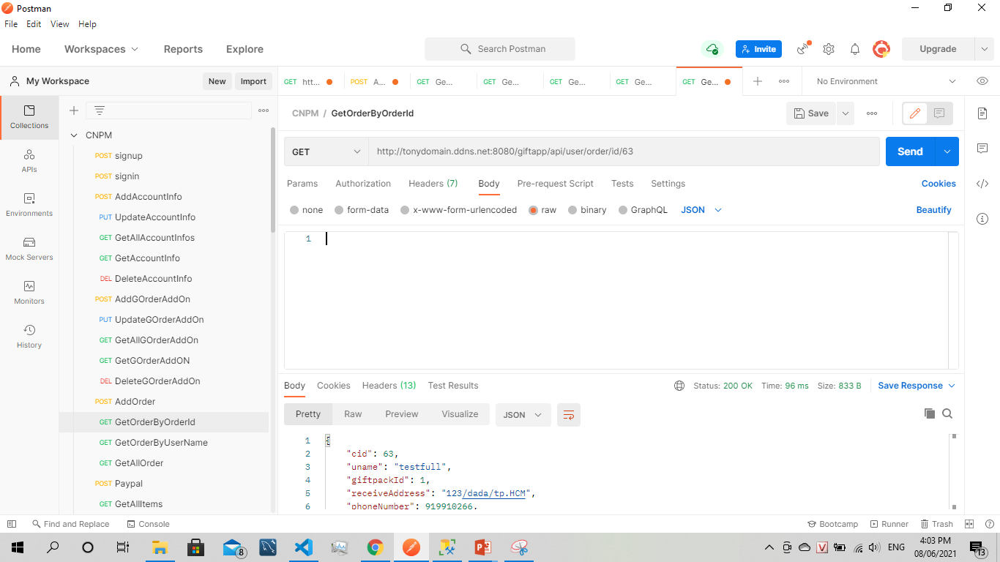 Postman
File Edit View Help
Home Workspaces Reports Explore Search Postman Invite Upgrade
My Workspace New Import
GET htt... POST A... GET Ge... GET Ge... GET Ge... GET Ge... GET Ge... No Environment
Collections
APIs
Environments
Mock Servers
Monitors
History
CNPM
POST signup
POST signin
POST AddAccountInfo
PUT UpdateAccountInfo
GET GetAllAccountInfos
GET GetAccountInfo
DEL DeleteAccountInfo
POST AddGOrderAddOn
PUT UpdateGOrderAddOn
GET GetAllGOrderAddOn
GET GetGOrderAddON
DEL DeleteGOrderAddOn
POST AddOrder
GET GetOrderByOrderId
GET GetOrderByUserName
GET GetAllOrder
POST Paypal
GET GetAllItems
CNPM / GetOrderByOrderId Save
GET http://tonydomain.ddns.net:8080/giftapp/api/user/order/id/63 Send
Params Authorization Headers (7) Body Pre-request Script Tests Settings Cookies
none form-data x-www-form-urlencoded raw binary GraphQL JSON Beautify
1
Body Cookies Headers (13) Test Results Status: 200 OK Time: 96 ms Size: 833 B Save Response
Pretty Raw Preview Visualize JSON
1 {
2 "cid": 63,
3 "uname": "testfull",
4 "giftpackId": 1,
5 "receiveAddress": "123/dada/tp.HCM",
6 "phoneNumber": 919910266,
Find and Replace Console Bootcamp Runner Trash
8 ENG 4:03 PM
08/06/2021 13